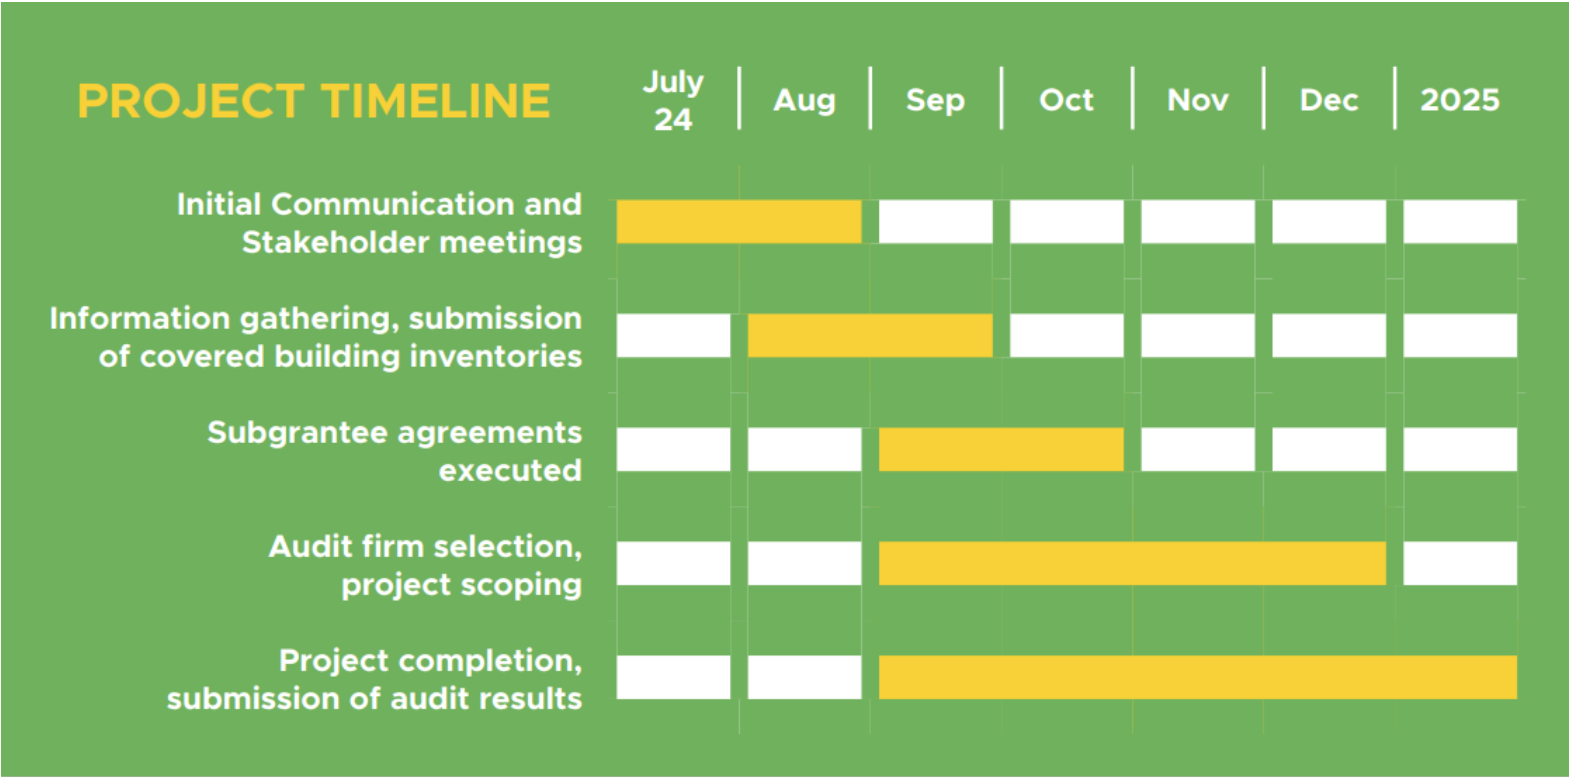 PROJECT TIMELINE
July
24
Aug
Sep
Oct
Nov
Dec
2025
Initial Communication and
Stakeholder meetings
Information gathering, submission
of covered building inventories
Subgrantee agreements
executed
Audit firm selection,
project scoping
Project completion,
submission of audit results